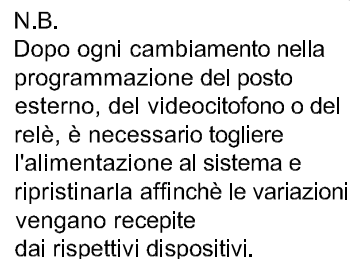 N.B.
Dopo ogni cambiamento nella
programmazione del posto
esterno, del videocitofono o del
relè, è necessario togliere
l'alimentazione al sistema e
ripristinarla affinchè le variazioni
vengano recepite
dai rispettivi dispositivi.